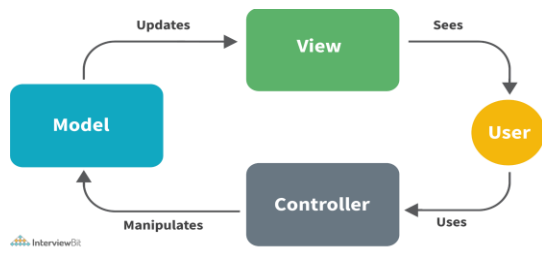 Updates
View
Sees
Model
User
Controller
Manipulates
Uses
InterviewBit